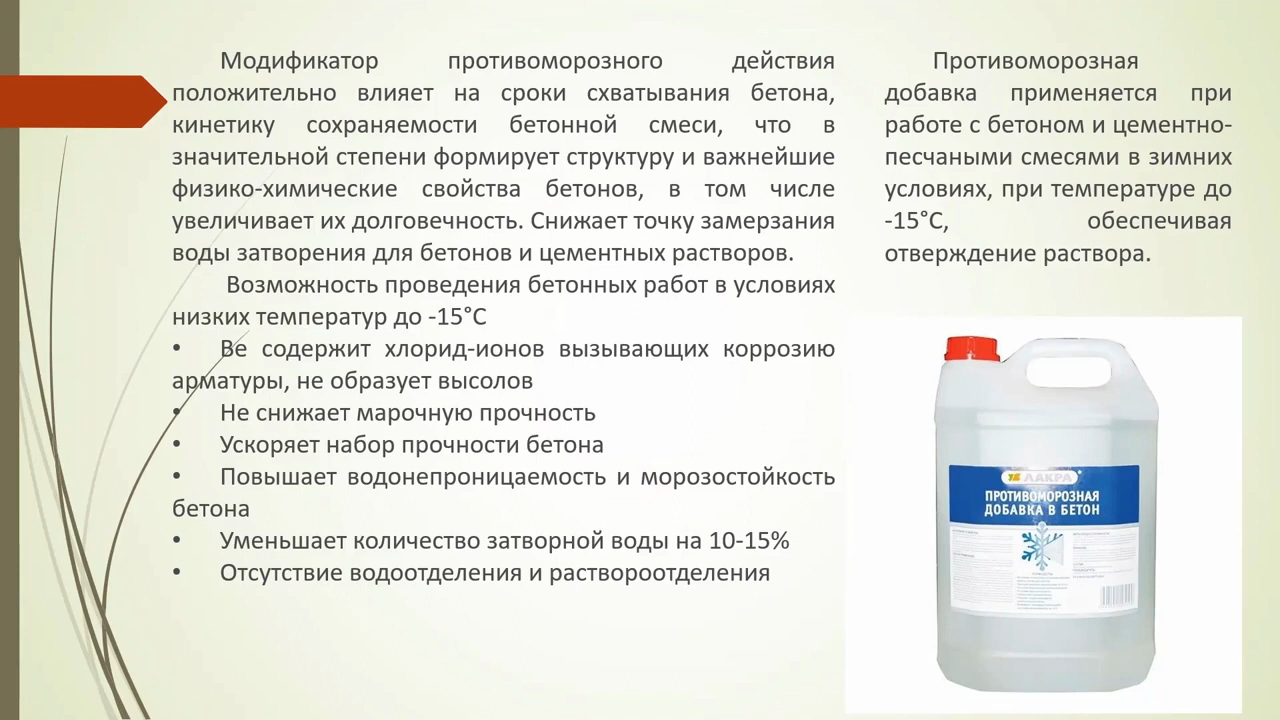 Модификатор противоморозного действия
положительно влияет на сроки схватывания бетона,
кинетику сохраняемости бетонной смеси, что в
значительной степени формирует структуру и важнейшие
физико-химические свойства бетонов, в том числе
увеличивает их долговечность. Снижает точку замерзания
воды затворения для бетонов и цементных растворов.
Возможность проведения бетонных работ в условиях
низких температур до -15°С
• Ве содержит хлорид-ионов вызывающих коррозию
арматуры, не образует высолов
• Не снижает марочную прочность
• Ускоряет набор прочности бетона
• Повышает водонепроницаемость и морозостойкость
бетона
• Уменьшает количество затворной воды на 10-15%
• Отсутствие водоотделения и раствороотделения
Противоморозная
добавка применяется при
работе с бетоном и цементно-
песчаными смесями в зимних
условиях, при температуре до
-15°С, обеспечивая
отверждение раствора.
ЛАКРА
ПРОТИВОМОРОЗНАЯ
ДОБАВКА В БЕТОН